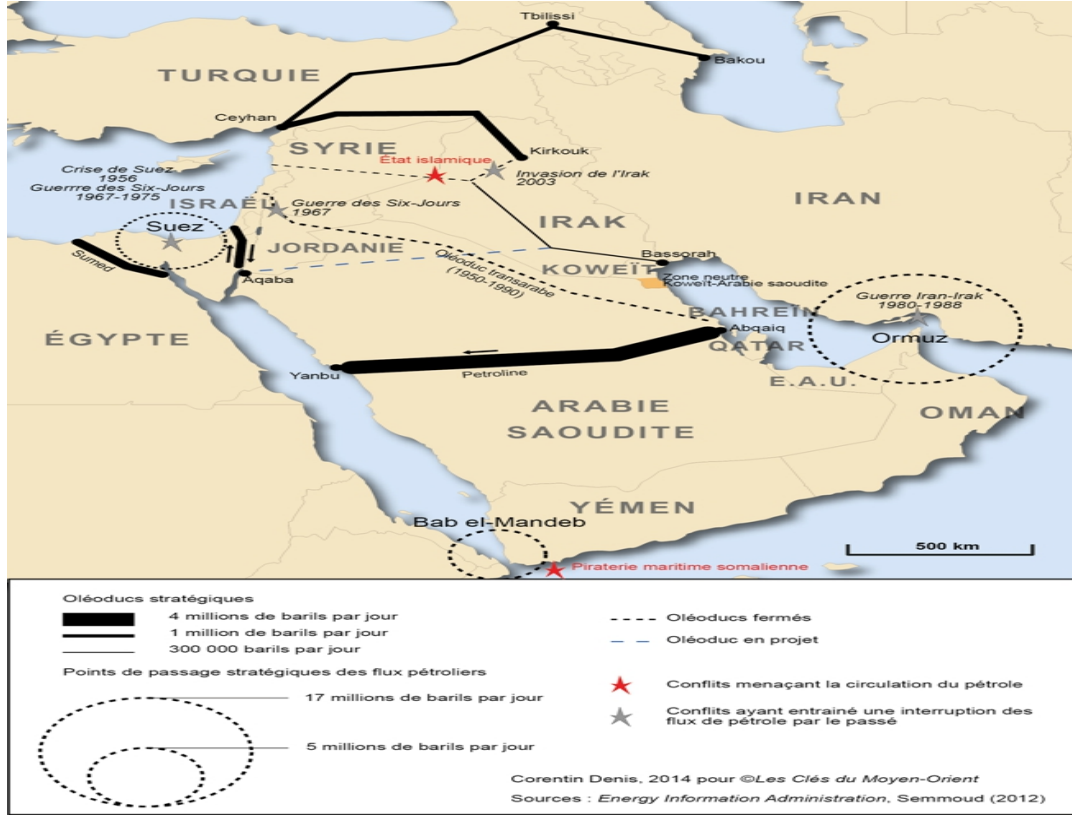 Tbilissi
Bakou
TURQUIE
Ceyhan
SYRIE
État islamique
Kirkouk
Crise de Suez
1956
Guerrre des Six-Jours
1967-1975
Invasion de l'Irak
2003
ISRAËL
Guerre des Six-Jours
1967
IRAN
Suez
IRAK
JORDANIE
Sumed
Aqaba
Oléoduc transarabe
(1950-1990)
Bassorah
KOWEÏT
Zone neutre
Koweït-Arabie saoudite
Guerre Iran-Irak
1980-1988
BAHREÏN
Abqaiq
Ormuz
ÉGYPTE
QATAR
Yanbu
Petroline
E.A.U.
ARABIE
SAOUDITE
OMAN
YÉMEN
Bab el-Mandeb
500 km
Piraterie maritime somalienne
Oléoducs stratégiques
4 millions de barils par jour
1 million de barils par jour
300 000 barils par jour
Points de passage stratégiques des flux pétroliers
17 millions de barils par jour
5 millions de barils par jour
Oléoducs fermés
Oléoduc en projet
Conflits menaçant la circulation du pétrole
Conflits ayant entrainé une interruption des
flux de pétrole par le passé
Corentin Denis, 2014 pour ©Les Clés du Moyen-Orient
Sources : Energy Information Administration, Semmoud (2012)